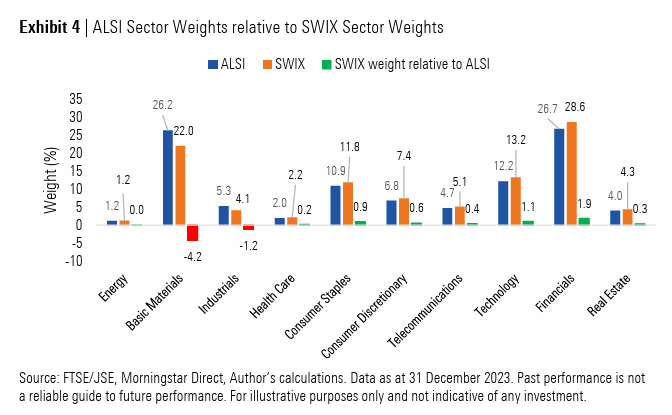 Exhibit 4 | ALSI Sector Weights relative to SWIX Sector Weights
ALSI SWIX SWIX weight relative to ALSI
Weight (%)
35
30
25
20
15
10
5
0
-5
-10
1.2 1.2 0.0
26.2 22.0 -4.2
5.3 4.1 -1.2
2.0 2.2 0.2
10.9 11.8 0.9
6.8 7.4 0.6
4.7 5.1 0.4
12.2 13.2 1.1
26.7 28.6 1.9
4.0 4.3 0.3
Energy
Basic Materials
Industrials
Health Care
Consumer Staples
Consumer Discretionary
Telecommunications
Technology
Financials
Real Estate
Source: FTSE/JSE, Morningstar Direct, Author's calculations. Data as at 31 December 2023. Past performance is not
a reliable guide to future performance. For illustrative purposes only and not indicative of any investment.